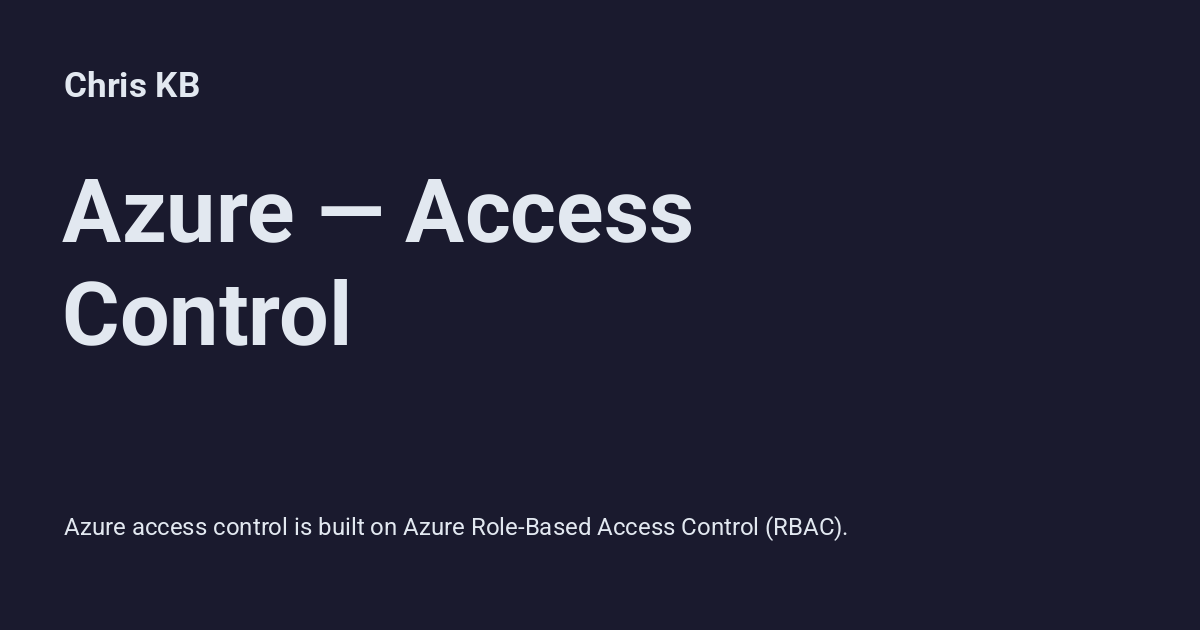 Chris KB
Azure — Access
Control
Azure access control is built on Azure Role-Based Access Control (RBAC).